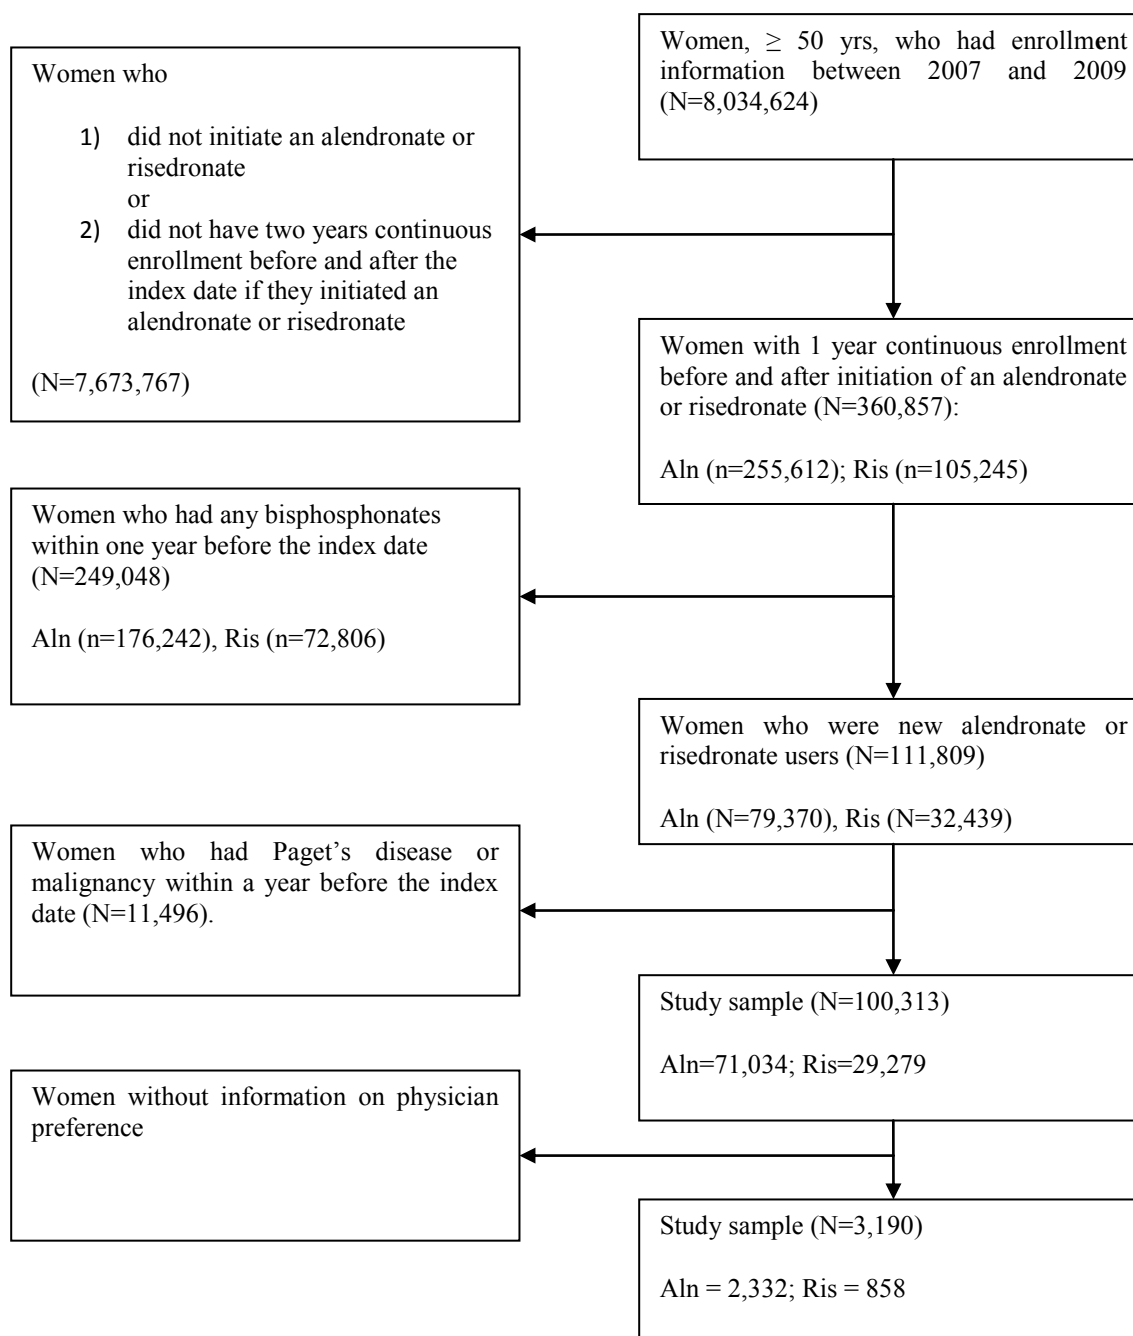 Women, ≥ 50 yrs, who had enrollment
information between 2007 and 2009
(N=8,034,624)
Women who
1) did not initiate an alendronate or
risedronate
or
2) did not have two years continuous
enrollment before and after the
index date if they initiated an
alendronate or risedronate
(N=7,673,767)
Women with 1 year continuous enrollment
before and after initiation of an alendronate
or risedronate (N=360,857):
Aln (n=255,612); Ris (n=105,245)
Women who had any bisphosphonates
within one year before the index date
(N=249,048)
Aln (n=176,242), Ris (n=72,806)
Women who were new alendronate or
risedronate users (N=111,809)
Aln (N=79,370), Ris (N=32,439)
Women who had Paget’s disease or
malignancy within a year before the index
date (N=11,496).
Study sample (N=100,313)
Aln=71,034; Ris=29,279
Women without information on physician
preference
Study sample (N=3,190)
Aln = 2,332; Ris = 858